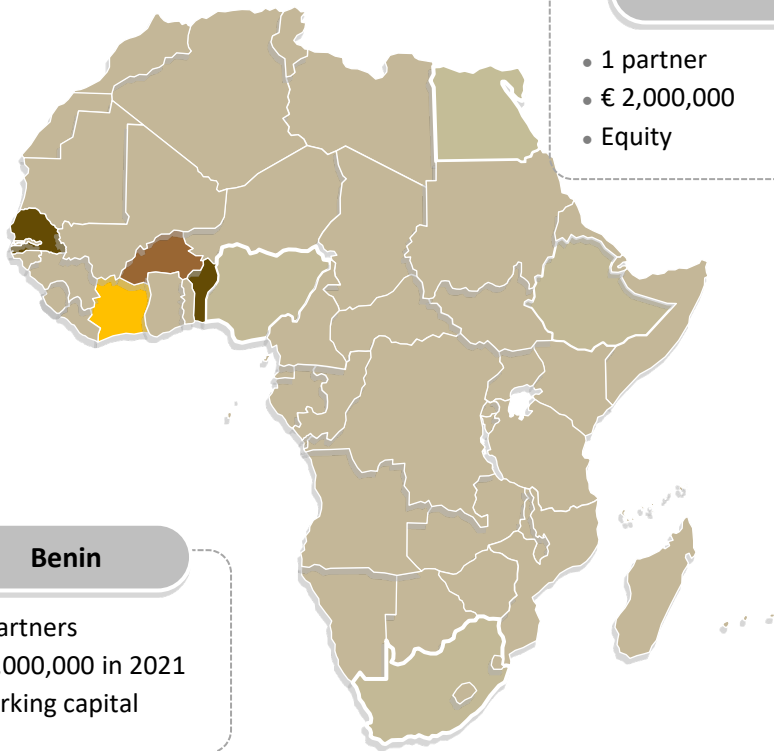 • 1 partner
• € 2,000,000
• Equity
Benin
artners
000,000 in 2021
rking capital